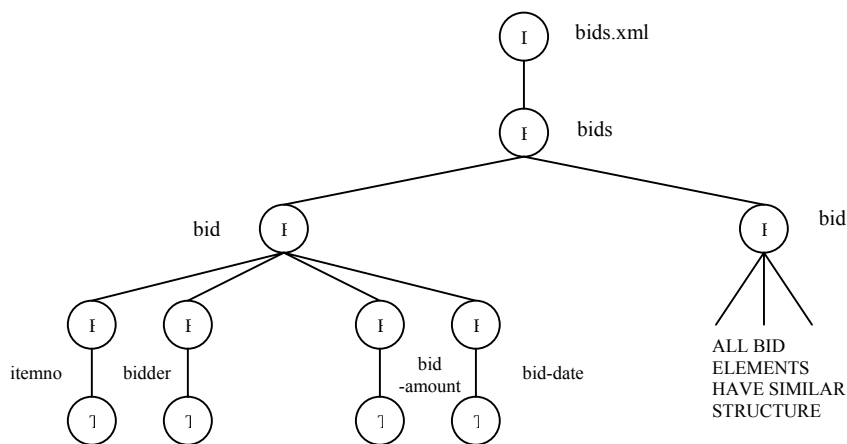 bids.xml
bids
bid
bid
itemno
bidder
bid
-amount
bid-date
ALL BID
ELEMENTS
HAVE SIMILAR
STRUCTURE